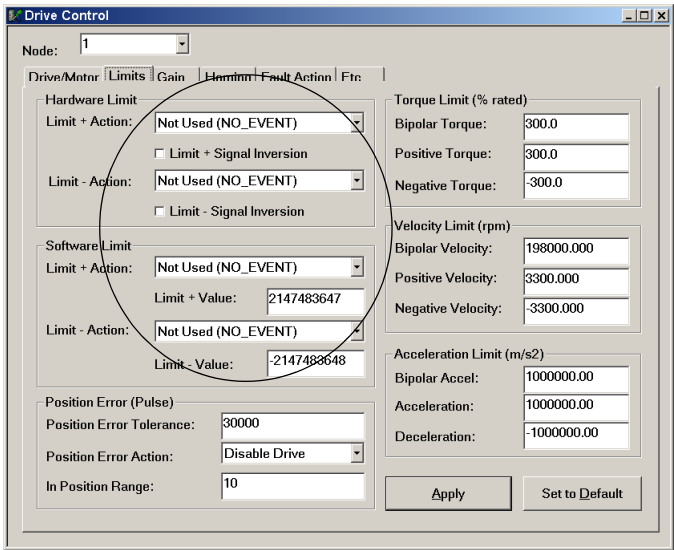 Drive Control
Node: 1
Drive/Motor Limits Gain Homing Fault Action Etc
Hardware Limit
Limit + Action: Not Used (NO_EVENT)
Limit + Signal Inversion
Limit - Action: Not Used (NO_EVENT)
Limit - Signal Inversion
Software Limit
Limit + Action: Not Used (NO_EVENT)
Limit + Value: 2147483647
Limit - Action: Not Used (NO_EVENT)
Limit - Value: -2147483648
Position Error (Pulse)
Position Error Tolerance: 30000
Position Error Action: Disable Drive
In Position Range: 10
Torque Limit (% rated)
Bipolar Torque: 300.0
Positive Torque: 300.0
Negative Torque: -300.0
Velocity Limit (rpm)
Bipolar Velocity: 198000.000
Positive Velocity: 3300.000
Negative Velocity: -3300.000
Acceleration Limit (m/s2)
Bipolar Accel: 1000000.00
Acceleration: 1000000.00
Deceleration: -1000000.00
Apply Set to Default